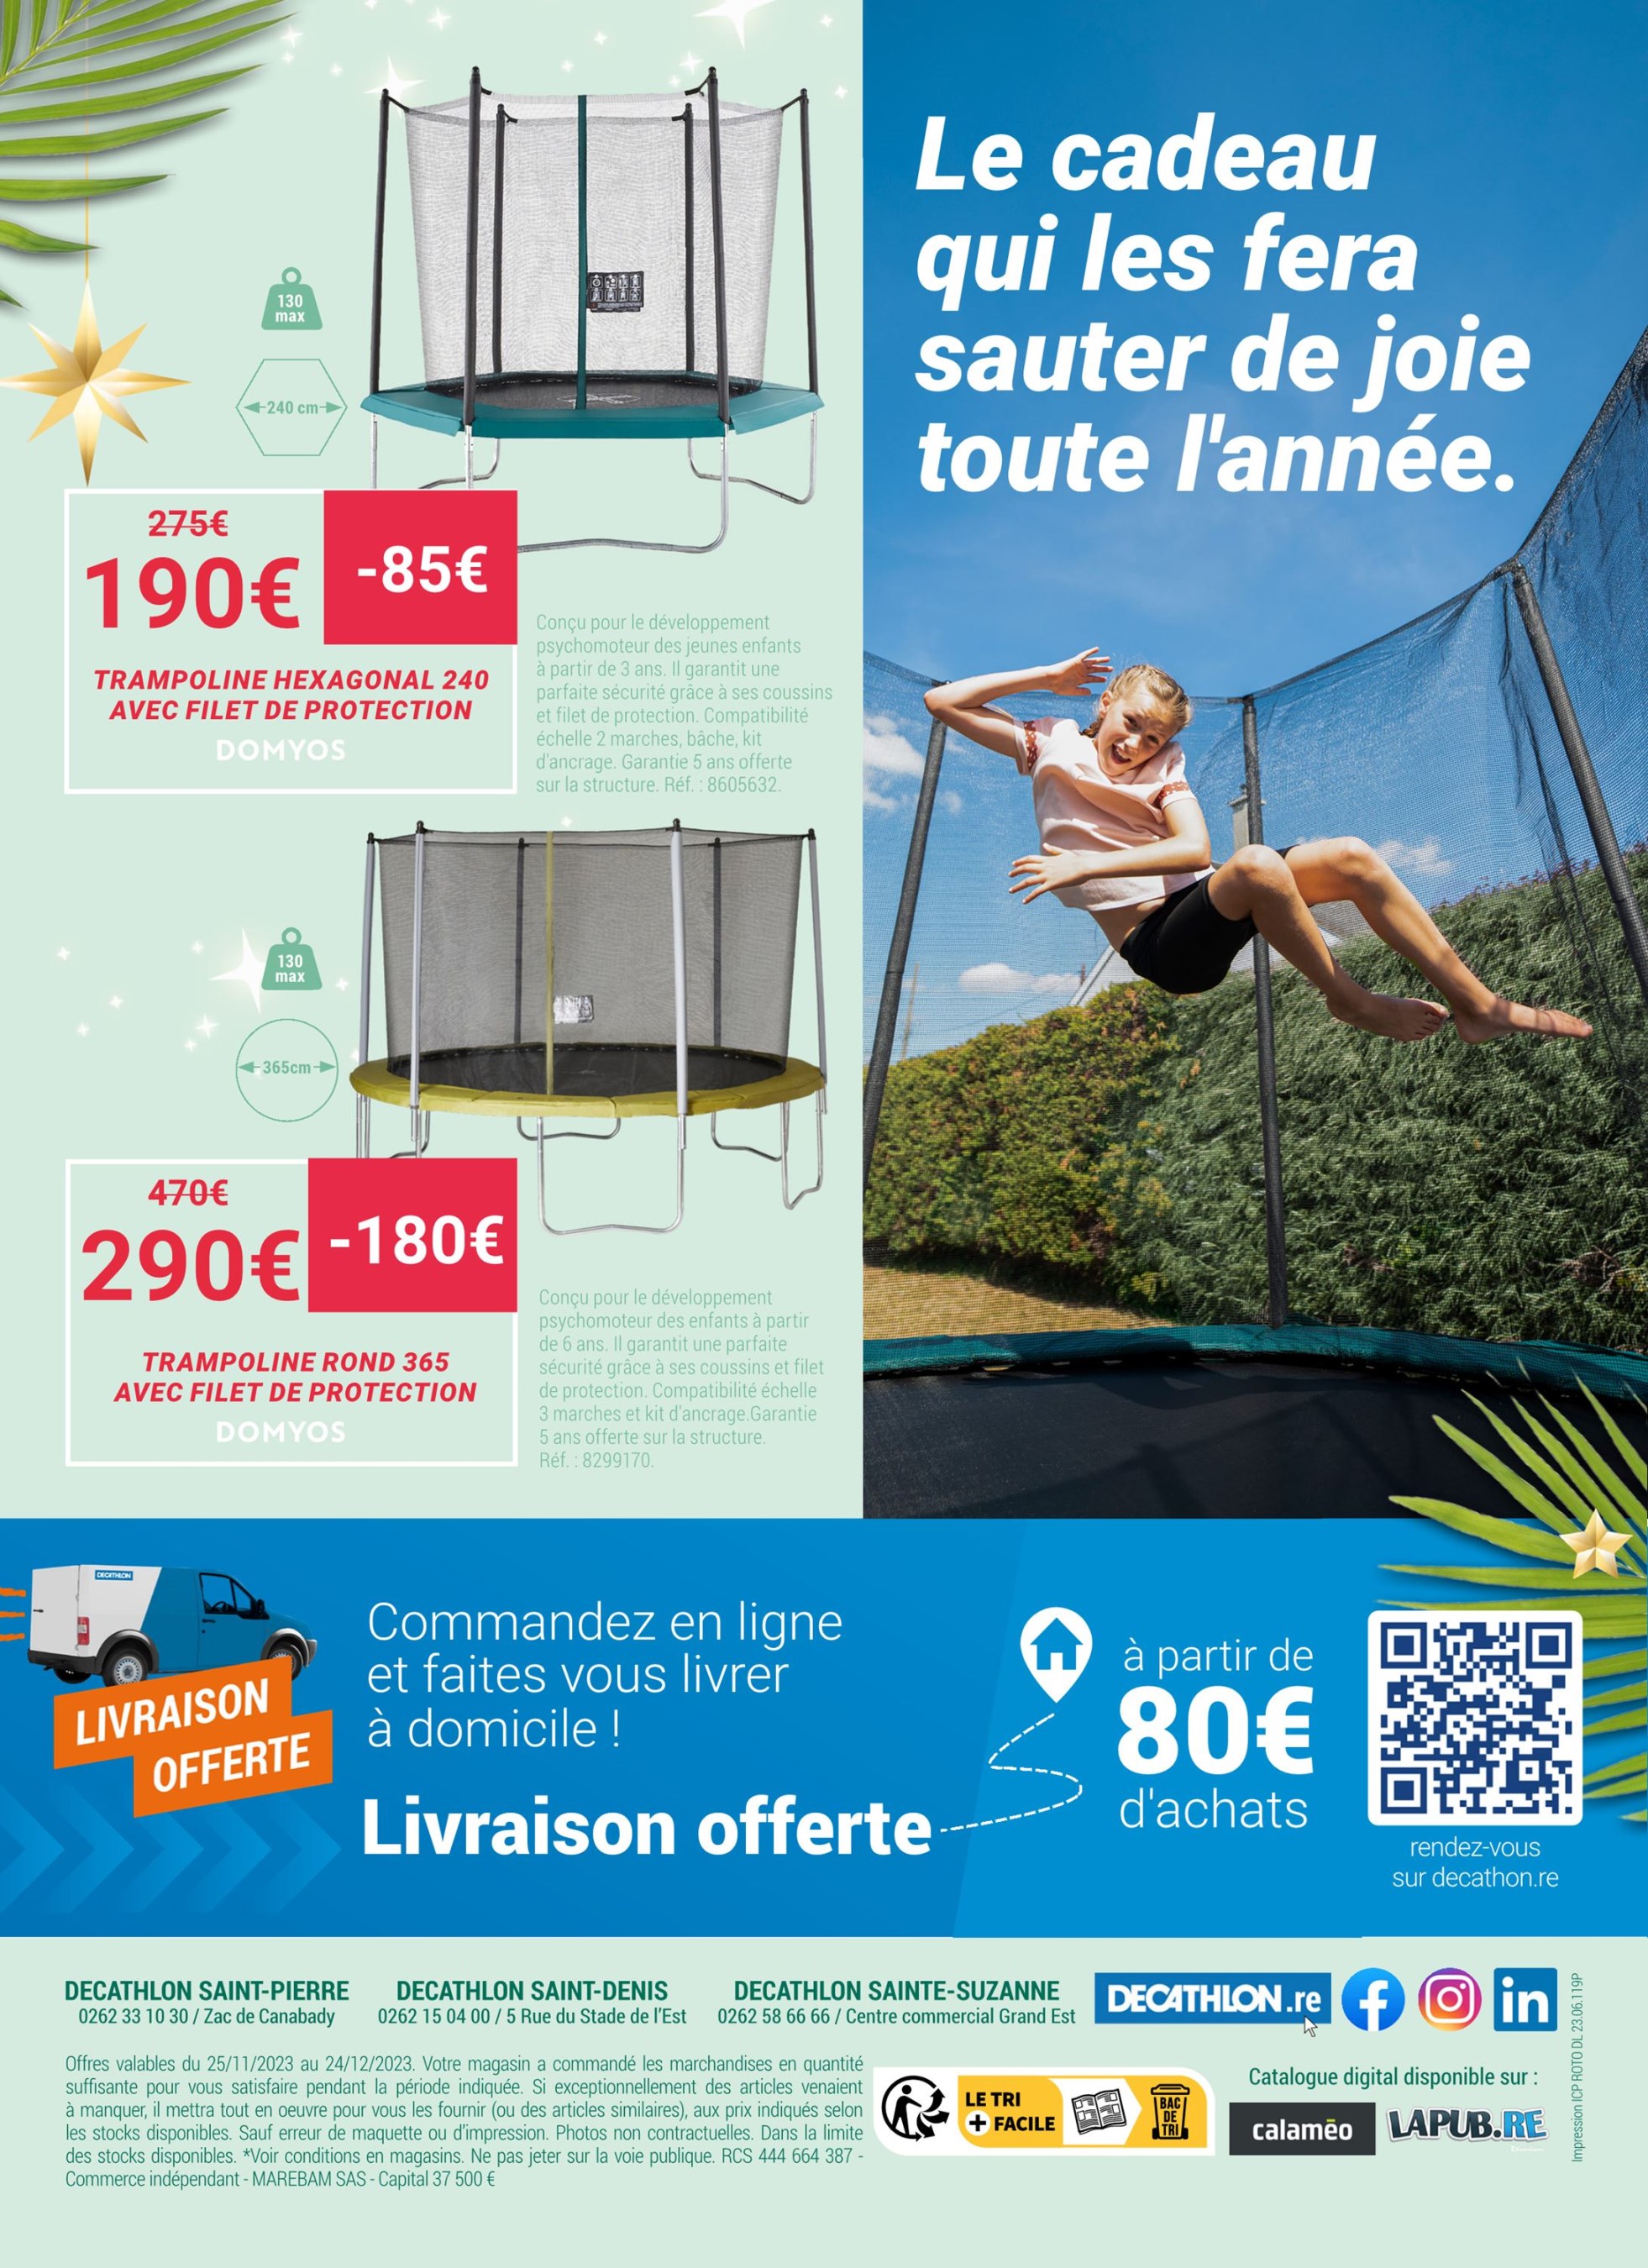 Le cadeau
qui les fera
sauter de joie
toute l'année.
130
max
240 cm
275€
190€
-85€
TRAMPOLINE HEXAGONAL 240
AVEC FILET DE PROTECTION
DOMYOS
Conçu pour le développement
psychomoteur des jeunes enfants
à partir de 3 ans. Il garantit une
parfaite sécurité grâce à ses coussins
et filet de protection. Compatibilité
échelle 2 marches, bâche, kit
d'ancrage. Garantie 5 ans offerte
sur la structure. Réf. : 8605632.
130
max
365cm
470€
290€
-180€
TRAMPOLINE ROND 365
AVEC FILET DE PROTECTION
DOMYOS
Conçu pour le développement
psychomoteur des enfants à partir
de 6 ans. Il garantit une parfaite
sécurité grâce à ses coussins et filet
de protection. Compatibilité échelle
3 marches et kit d'ancrage.Garantie
5 ans offerte sur la structure.
Réf. : 8299170.
DECATHLON
LIVRAISON
OFFERTE
Commandez en ligne
et faites vous livrer
à domicile !
Livraison offerte
à partir de
80€
d'achats
rendez-vous
sur decathon.re
DECATHLON SAINT-PIERRE
0262 33 10 30 / Zac de Canabady
DECATHLON SAINT-DENIS
0262 15 04 00 / 5 Rue du Stade de l'Est
DECATHLON SAINTE-SUZANNE
0262 58 66 66 / Centre commercial Grand Est
DECATHLON.re
f
in
Offres valables du 25/11/2023 au 24/12/2023. Votre magasin a commandé les marchandises en quantité
suffisante pour vous satisfaire pendant la période indiquée. Si exceptionnellement des articles venaient
à manquer, il mettra tout en oeuvre pour vous les fournir (ou des articles similaires), aux prix indiqués selon
les stocks disponibles. Sauf erreur de maquette ou d'impression. Photos non contractuelles. Dans la limite
des stocks disponibles. *Voir conditions en magasins. Ne pas jeter sur la voie publique. RCS 444 664 387 -
Commerce indépendant - MAREBAM SAS - Capital 37 500 €
LE TRI
+ FACILE
BAC
DE
TRI
Catalogue digital disponible sur :
calaméo
LAPUB.RE
Impression ICP ROTO DL 23.06.119P